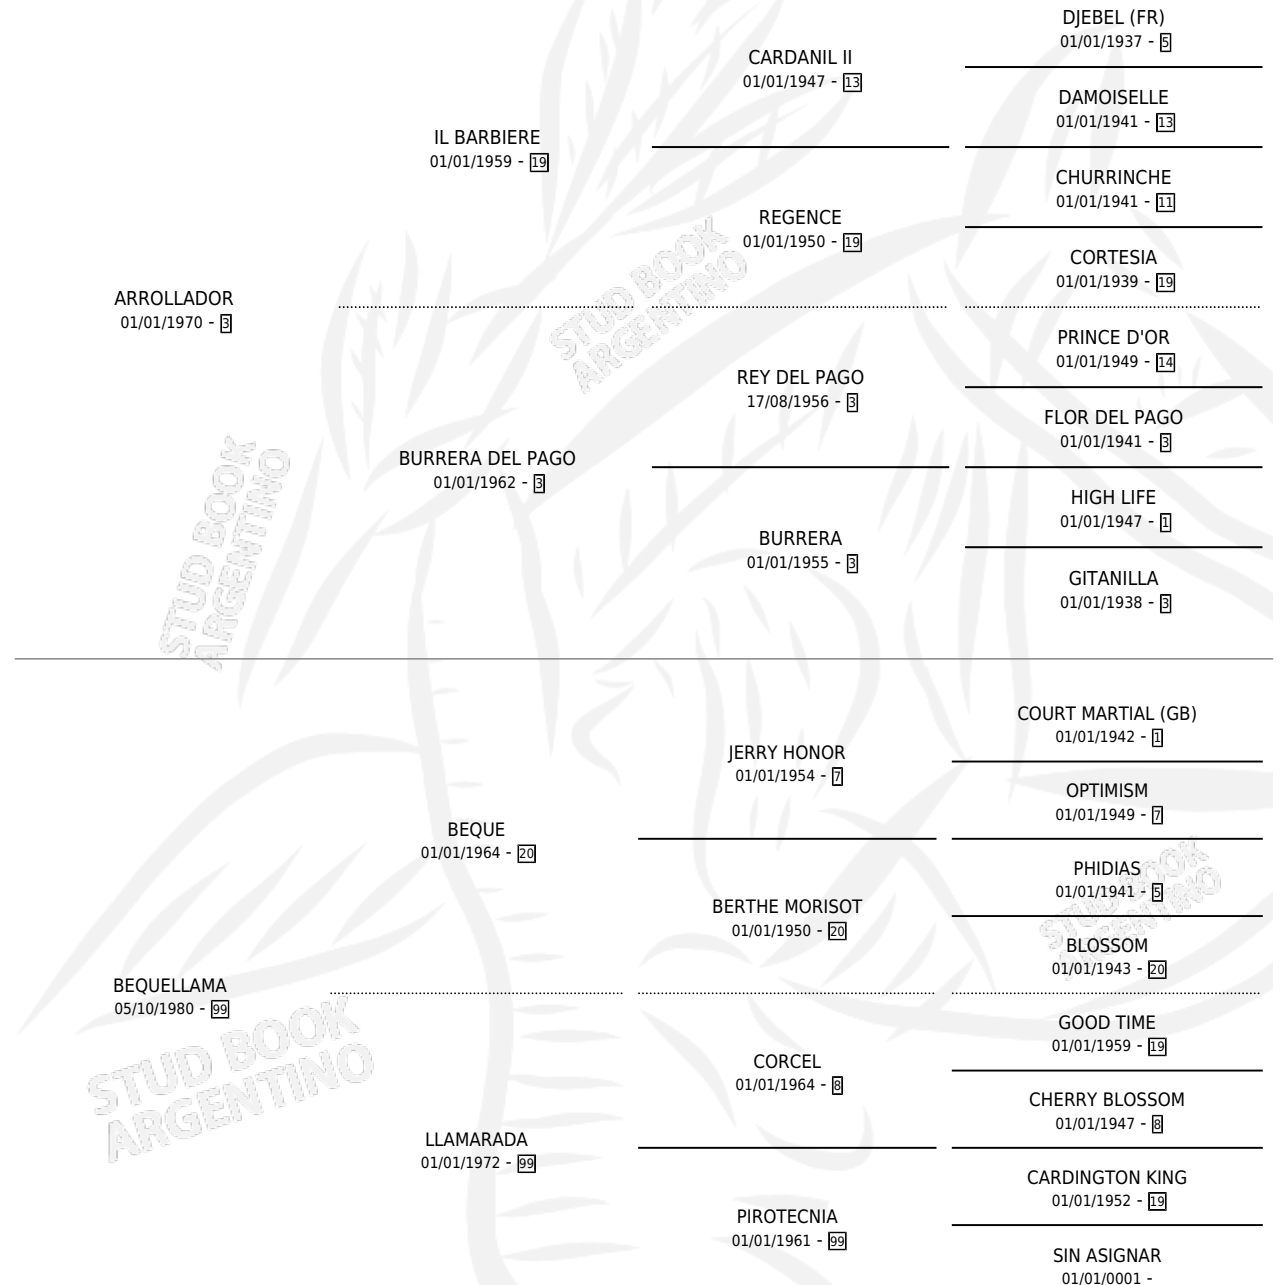 DJEBEL (FR)
01/01/1937 - 5
CARDANIL II
01/01/1947 - 13
DAMOISELLE
01/01/1941 - 13
IL BARBIERE
01/01/1959 - 19
CHURRINCHE
01/01/1941 - 11
REGENCE
01/01/1950 - 19
CORTESIA
01/01/1939 - 19
ARROLLADOR
01/01/1970 - 3
PRINCE D'OR
01/01/1949 - 14
REY DEL PAGO
17/08/1956 - 3
FLOR DEL PAGO
01/01/1941 - 3
BURRERA DEL PAGO
01/01/1962 - 3
HIGH LIFE
01/01/1947 - 1
BURRERA
01/01/1955 - 3
GITANILLA
01/01/1938 - 3
COURT MARTIAL (GB)
01/01/1942 - 1
JERRY HONOR
01/01/1954 - 7
OPTIMISM
01/01/1949 - 7
BEQUE
01/01/1964 - 20
PHIDIAS
01/01/1941 - 5
BERTHE MORISOT
01/01/1950 - 20
BLOSSOM
01/01/1943 - 20
BEQUELLAMA
05/10/1980 - 99
GOOD TIME
01/01/1959 - 19
CORCEL
01/01/1964 - 8
CHERRY BLOSSOM
01/01/1947 - 8
LLAMARADA
01/01/1972 - 99
CARDINGTON KING
01/01/1952 - 19
PIROTECNIA
01/01/1961 - 99
SIN ASIGNAR
01/01/0001 -
STUD BOOK
ARGENTINO
STUD BOOK
ARGENTINO
STUD BOOK
ARGENTINO
STUD BOOK
ARGENTINO